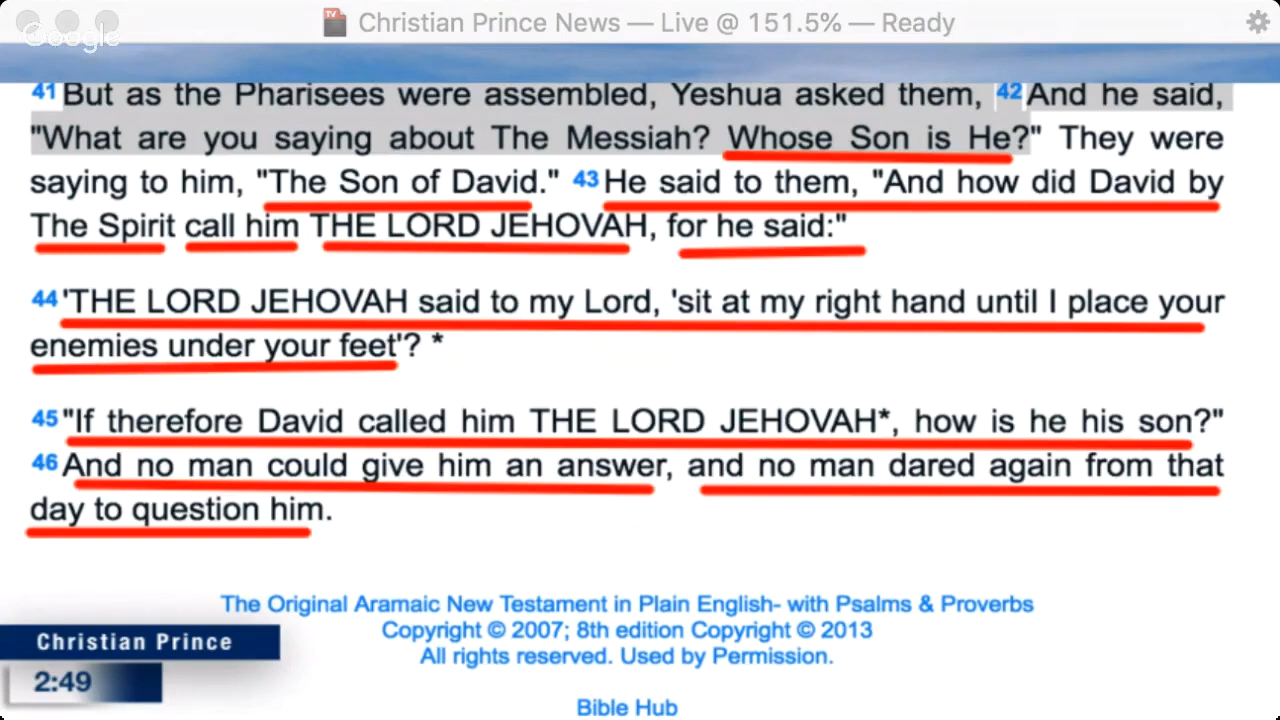 Christian Prince News — Live @ 151.5% — Ready
TV
Google
41 But as the Pharisees were assembled, Yeshua asked them, 42 And he said,
"What are you saying about The Messiah? Whose Son is He?" They were
saying to him, "The Son of David." 43 He said to them, "And how did David by
The Spirit call him THE LORD JEHOVAH, for he said:"
44 'THE LORD JEHOVAH said to my Lord, 'sit at my right hand until I place your
enemies under your feet'? *
45 "If therefore David called him THE LORD JEHOVAH*, how is he his son?"
46 And no man could give him an answer, and no man dared again from that
day to question him.
The Original Aramaic New Testament in Plain English- with Psalms & Proverbs
Copyright © 2007; 8th edition Copyright © 2013
All rights reserved. Used by Permission.
Bible Hub
Christian Prince
2:49